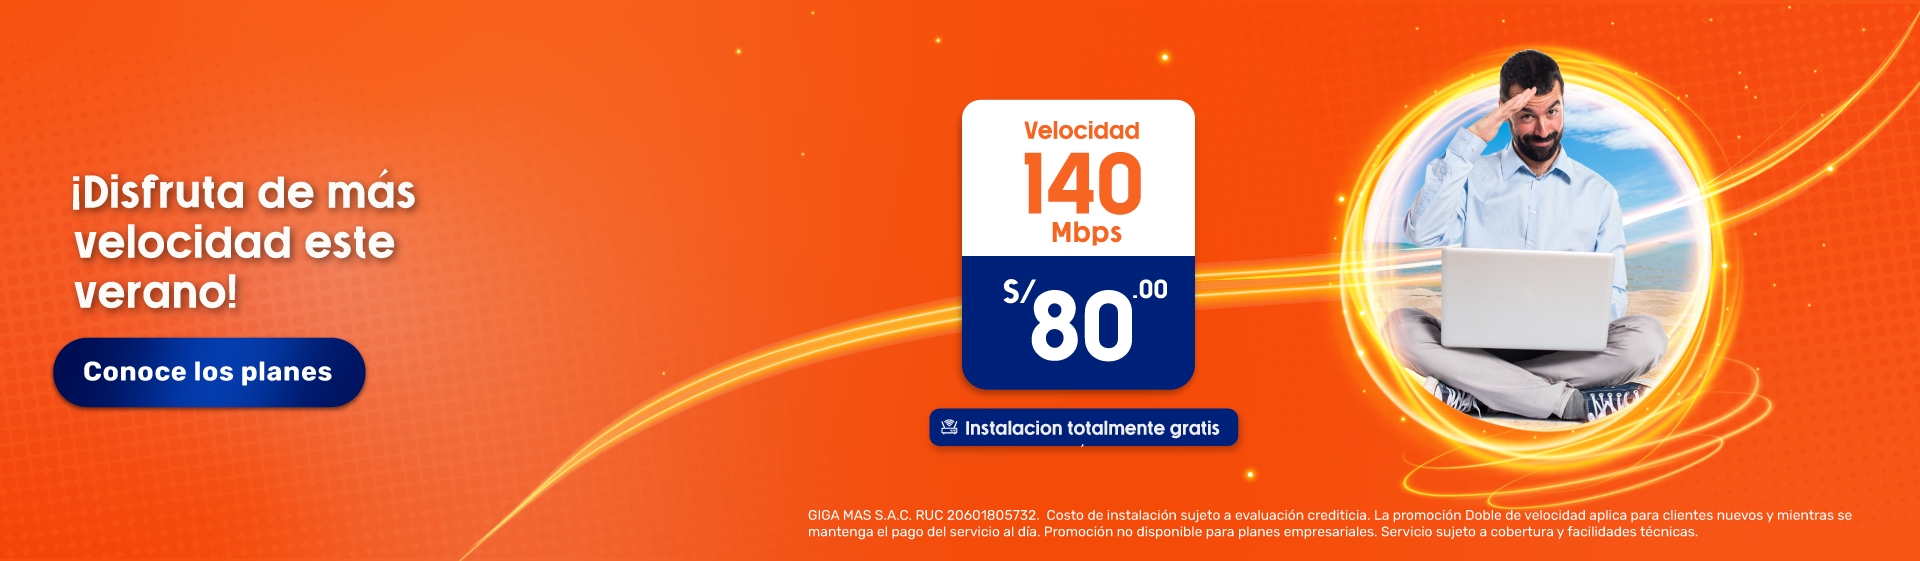 ¡Disfruta de más
velocidad este
verano!
Conoce los planes
Velocidad
140
Mbps
S/80.00
Instalacion totalmente gratis
GIGA MAS S.A.C. RUC 20601805732. Costo de instalación sujeto a evaluación crediticia. La promoción Doble de velocidad aplica para clientes nuevos y mientras se
mantenga el pago del servicio al día. Promoción no disponible para planes empresariales. Servicio sujeto a cobertura y facilidades técnicas.